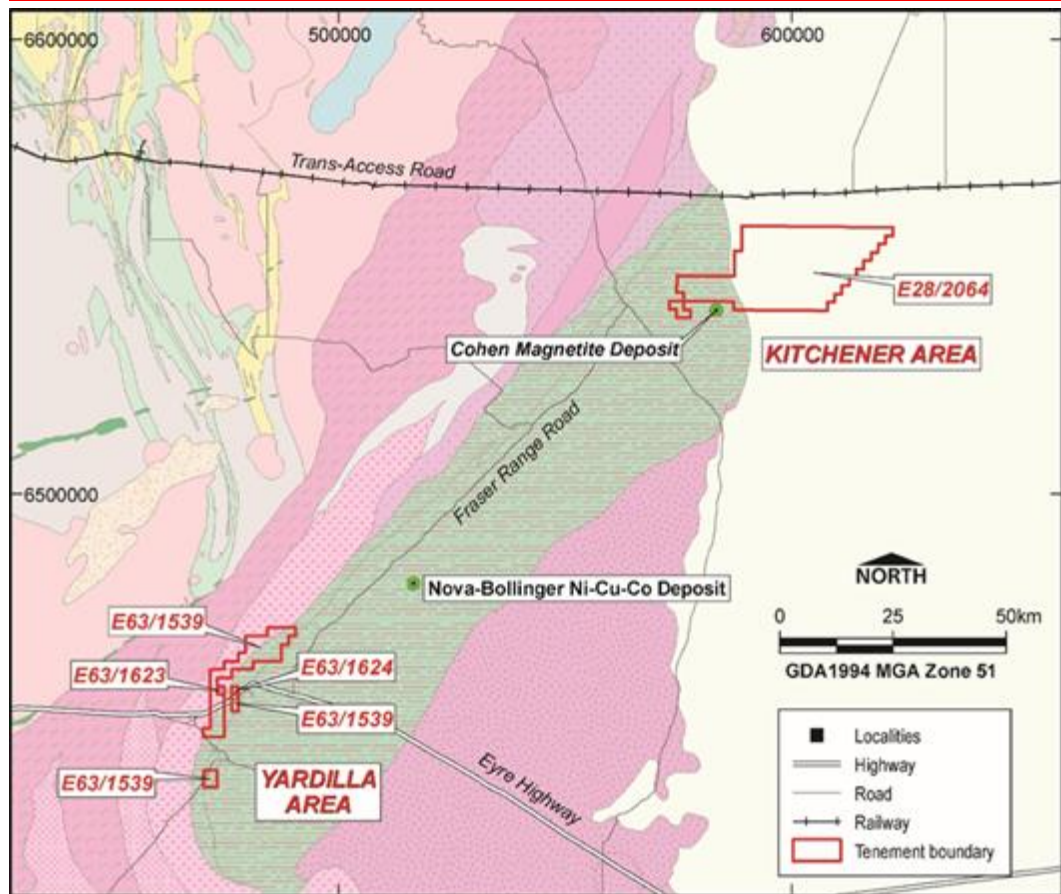 6600000
500000
600000
Trans-Access Road
E28/2064
Cohen Magnetite Deposit
KITCHENER AREA
Fraser Range Road
6500000
Nova-Bollinger Ni-Cu-Co Deposit
NORTH
0 25 50km
GDA1994 MGA Zone 51
E63/1539
E63/1623
E63/1624
E63/1539
E63/1539
YARDILLA
AREA
Eyre Highway
Localities
Highway
Road
Railway
Tenement boundary